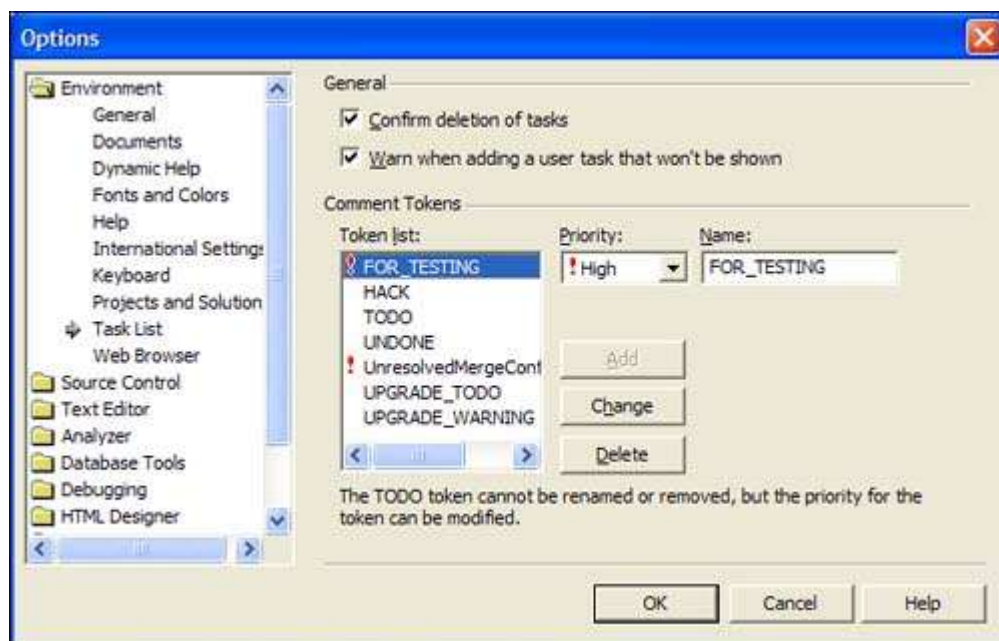 Options
Environment
General
Documents
Dynamic Help
Fonts and Colors
Help
International Settings
Keyboard
Projects and Solution
Task List
Web Browser
Source Control
Text Editor
Analyzer
Database Tools
Debugging
HTML Designer
General
Confirm deletion of tasks
Warn when adding a user task that won't be shown
Comment Tokens
Token list:
FOR_TESTING
HACK
TODO
UNDONE
UnresolvedMergeConf
UPGRADE_TODO
UPGRADE_WARNING
Priority:
High
Name:
FOR_TESTING
Add
Change
Delete
The TODO token cannot be renamed or removed, but the priority for the
token can be modified.
OK
Cancel
Help